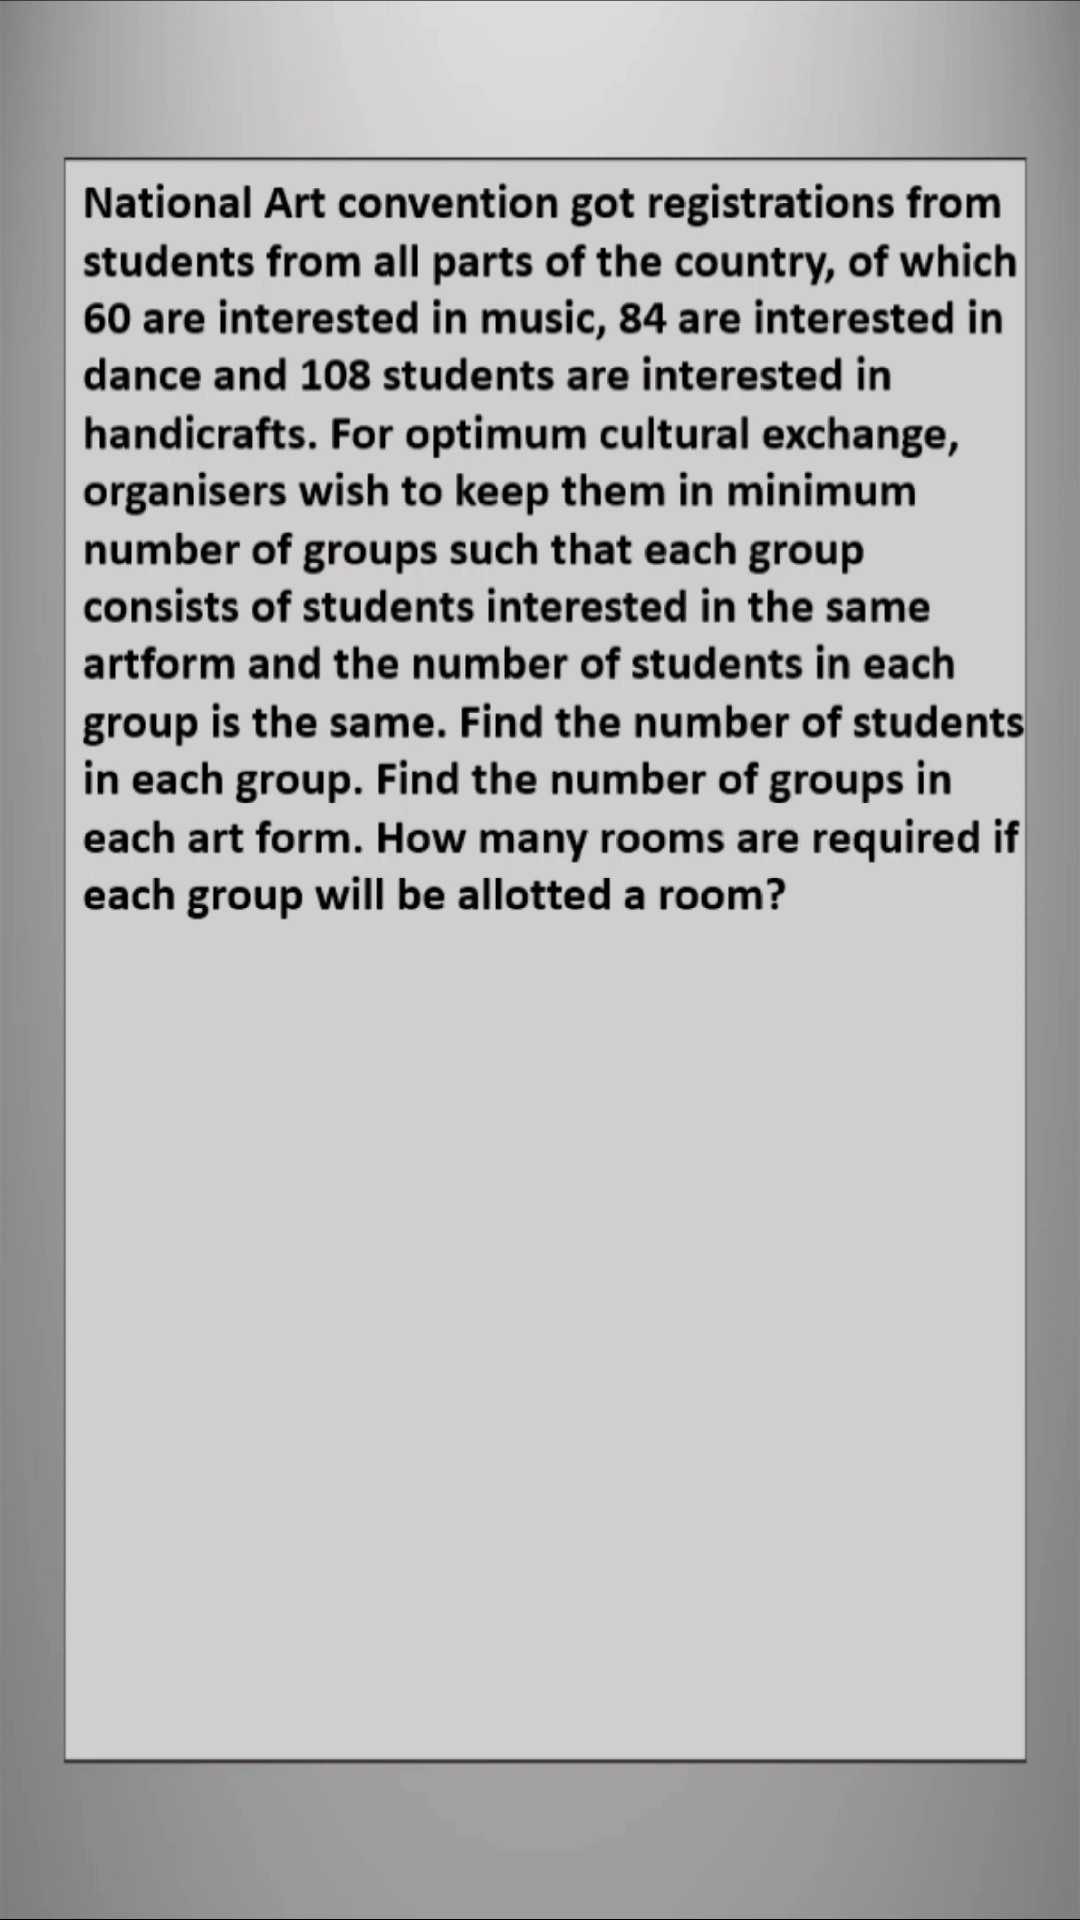 National Art convention got registrations from
students from all parts of the country, of which
60 are interested in music, 84 are interested in
dance and 108 students are interested in
handicrafts. For optimum cultural exchange,
organisers wish to keep them in minimum
number of groups such that each group
consists of students interested in the same
artform and the number of students in each
group is the same. Find the number of students
in each group. Find the number of groups in
each art form. How many rooms are required if
each group will be allotted a room?